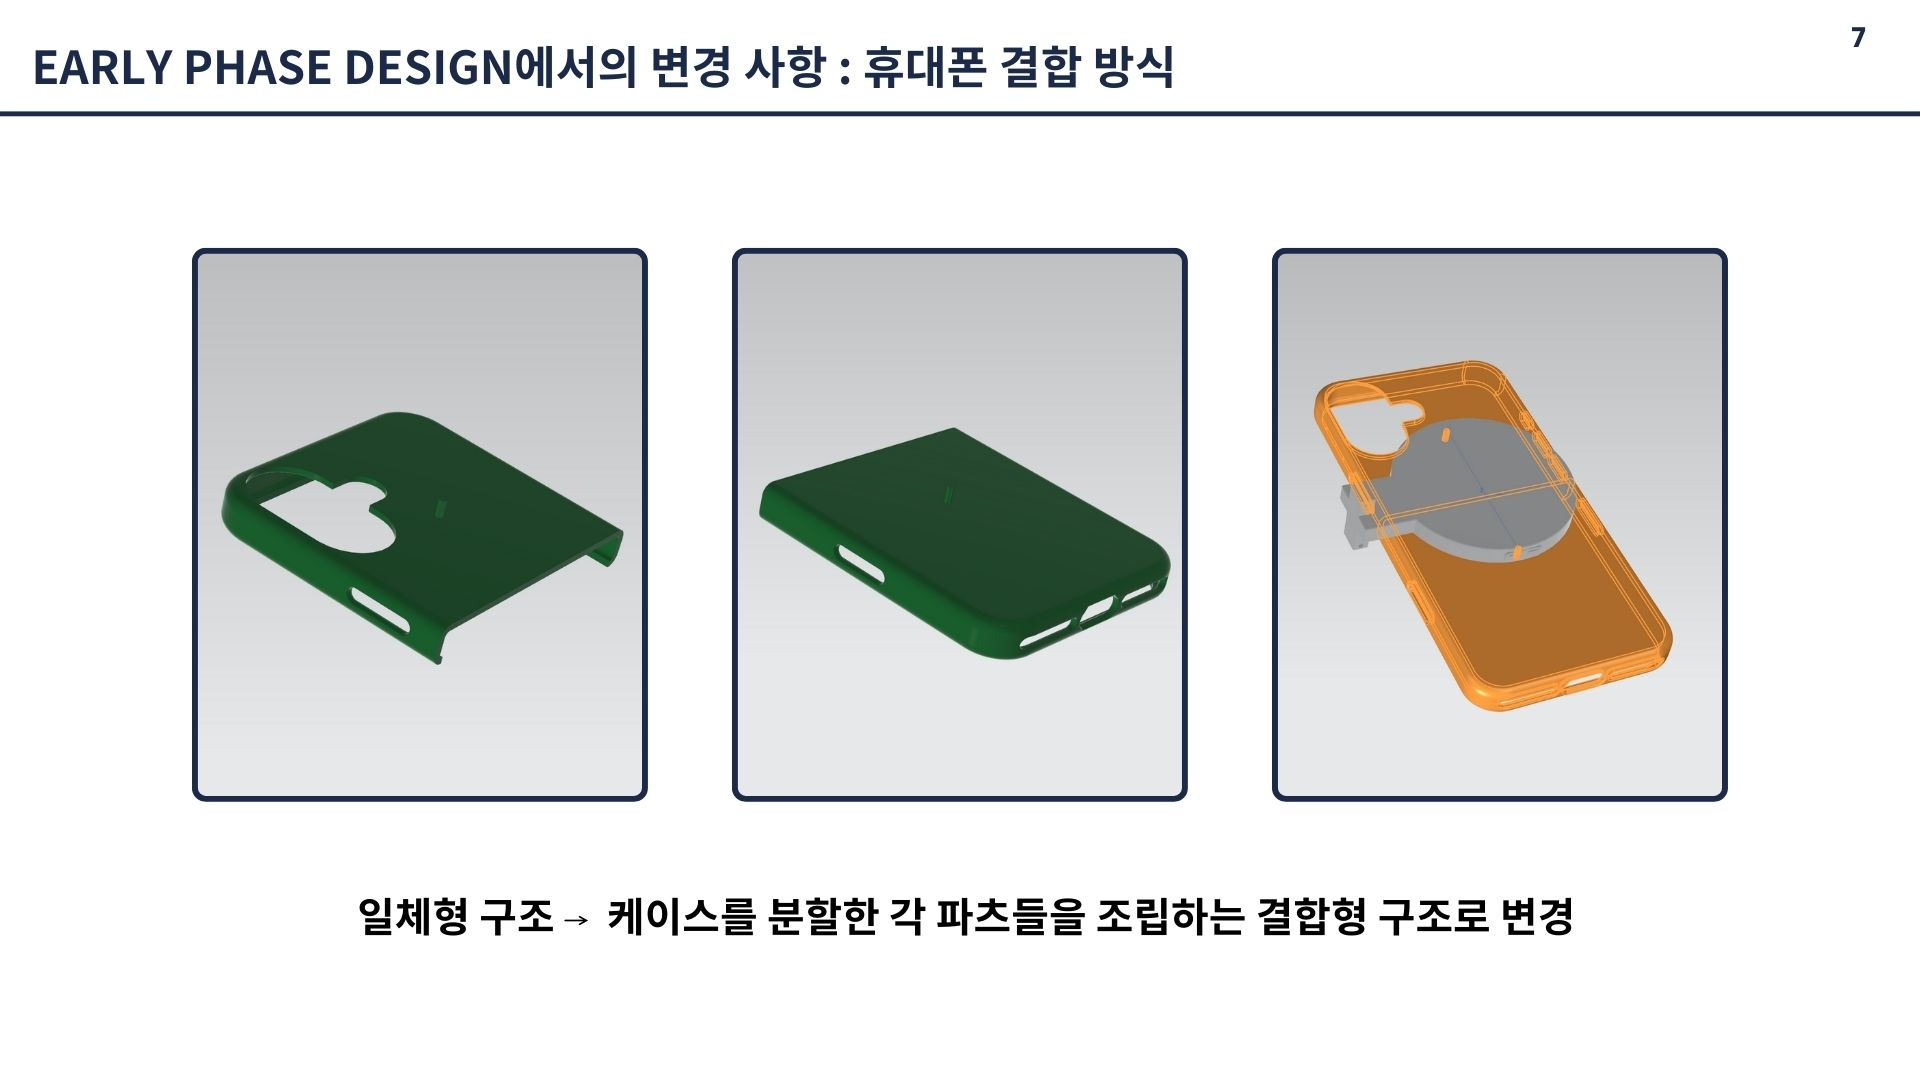 7
EARLY PHASE DESIGN에서의 변경 사항 : 휴대폰 결합 방식
일체형 구조→ 케이스를 분할한 각 파츠들을 조립하는 결합형 구조로 변경